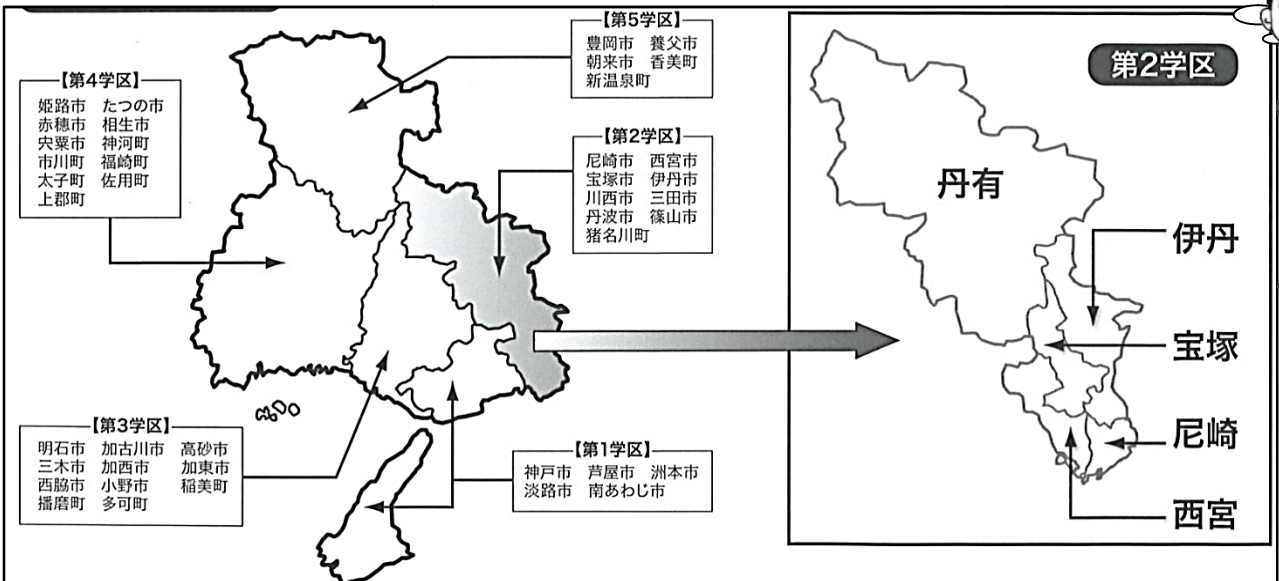 【第5学区】
豊岡市 養父市
朝来市 香美町
新温泉町
【第4学区】
姫路市 たつの市
赤穂市 相生市
宍粟市 神河町
市川町 福崎町
太子町 佐用町
上郡町
【第2学区】
尼崎市 西宮市
宝塚市 伊丹市
川西市 三田市
丹波市 篠山市
猪名川町
【第3学区】
明石市 加古川市 高砂市
三木市 加西市 加東市
西脇市 小野市 稲美町
播磨町 多可町
【第1学区】
神戸市 芦屋市 洲本市
淡路市 南あわじ市
第2学区
丹有
伊丹
宝塚
尼崎
西宮